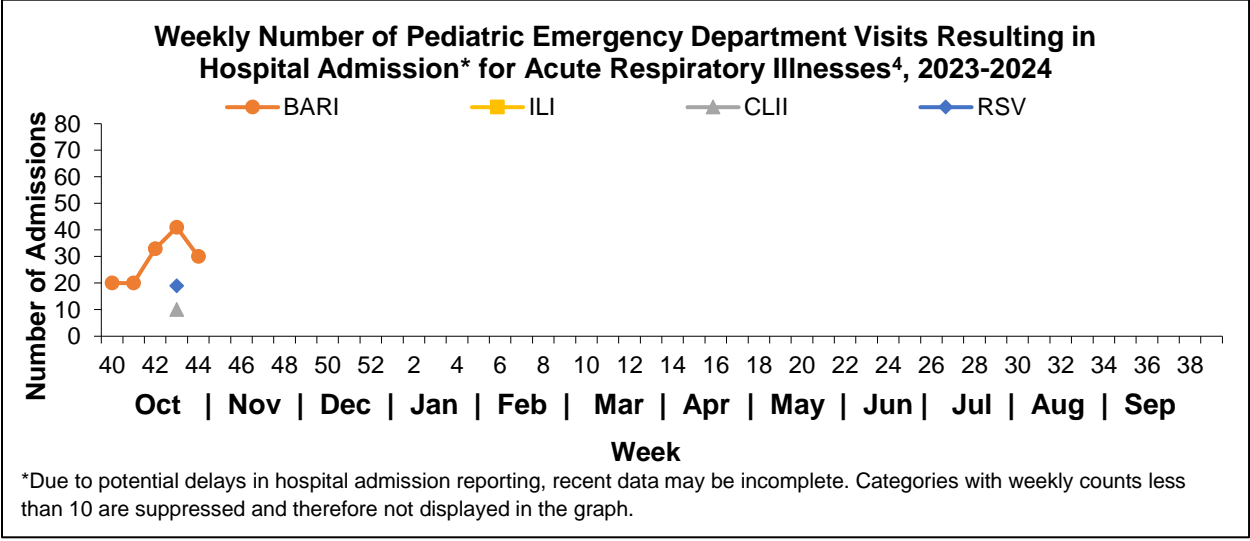 Weekly Number of Pediatric Emergency Department Visits Resulting in
Hospital Admission* for Acute Respiratory Illnesses⁴, 2023-2024
BARI ILI CLII RSV
Number of Admissions
80
70
60
50
40
30
20
10
0
40 42 44 46 48 50 52 2 4 6 8 10 12 14 16 18 20 22 24 26 28 30 32 34 36 38
Oct | Nov | Dec | Jan | Feb | Mar | Apr | May | Jun | Jul | Aug | Sep
Week
*Due to potential delays in hospital admission reporting, recent data may be incomplete. Categories with weekly counts less
than 10 are suppressed and therefore not displayed in the graph.